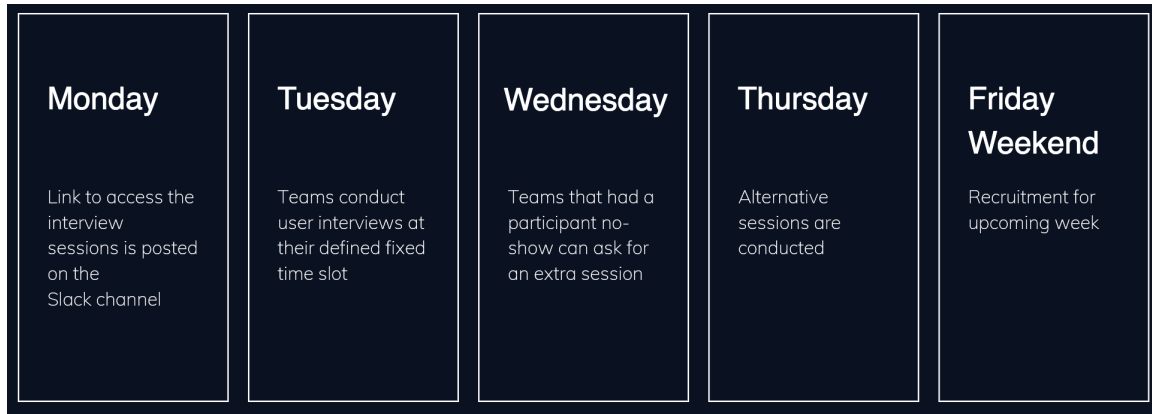 Monday
Link to access the
interview
sessions is posted
on the
Slack channel
Tuesday
Teams conduct
user interviews at
their defined fixed
time slot
Wednesday
Teams that had a
participant no-
show can ask for
an extra session
Thursday
Alternative
sessions are
conducted
Friday
Weekend
Recruitment for
upcoming week